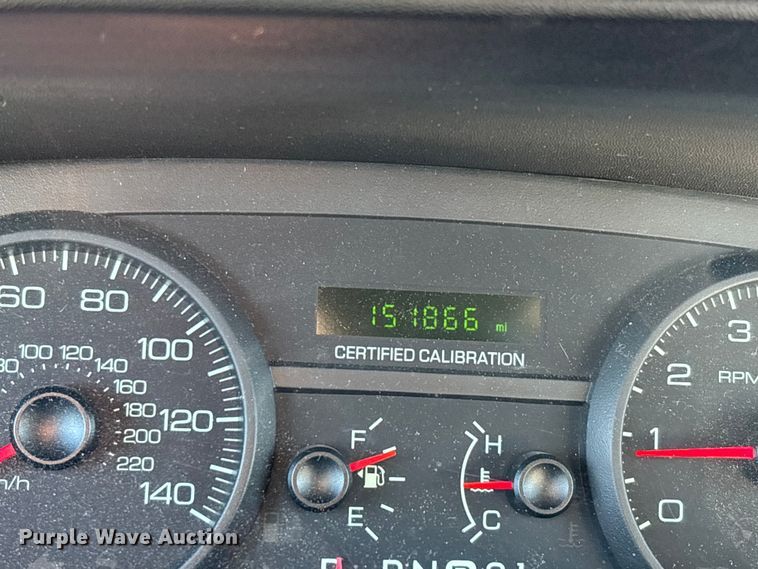 151866 mi
CERTIFIED CALIBRATION
60 80 100 120 140
80 100 120 140 160 180 200 220
F
E
H
C
3
2
RPM
1
0
Purple Wave Auction